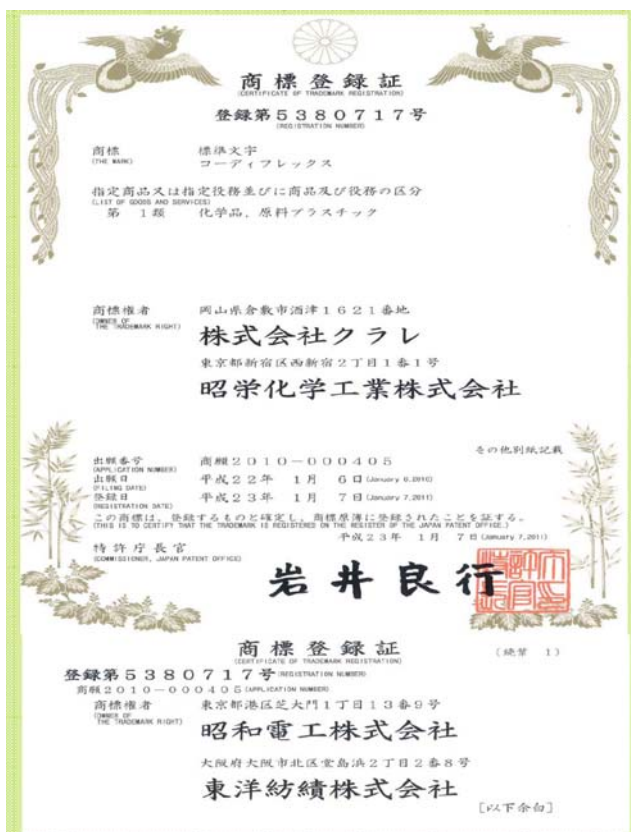 商標登録証
(CERTIFICATE OF TRADEMARK REGISTRATION)
登録第5380717号
(REGISTRATION NUMBER)
商標 標準文字
(THE MARK) コーディフレックス
指定商品又は指定役務並びに商品及び役務の区分
(LIST OF GOODS AND SERVICES)
第 1類 化学品，原料プラスチック
商標権者 岡山県倉敷市酒津1621番地
(OWNER OF THE TRADEMARK RIGHT)
株式会社クラレ
東京都新宿区西新宿2丁目1番1号
昭栄化学工業株式会社
その他別紙記載
出願番号 商願2010-000405
(APPLICATION NUMBER)
出願日 平成22年 1月 6日(January 6,2010)
(FILING DATE)
登録日 平成23年 1月 7日(January 7,2011)
(REGISTRATION DATE)
この商標は、登録するものと確定し、商標原簿に登録されたことを証する。
(THIS IS TO CERTIFY THAT THE TRADEMARK IS REGISTERED ON THE REGISTER OF THE JAPAN PATENT OFFICE.)
平成23年 1月 7日(January 7,2011)
特許庁長官
(COMMISSIONER, JAPAN PATENT OFFICE)
岩井良行
商標登録証
(CERTIFICATE OF TRADEMARK REGISTRATION)
(続葉 1)
登録第5380717号(REGISTRATION NUMBER)
商願2010-000405(APPLICATION NUMBER)
商標権者 東京都港区芝大門1丁目13番9号
(OWNER OF THE TRADEMARK RIGHT)
昭和電工株式会社
大阪府大阪市北区堂島浜2丁目2番8号
東洋紡績株式会社
[以下余白]